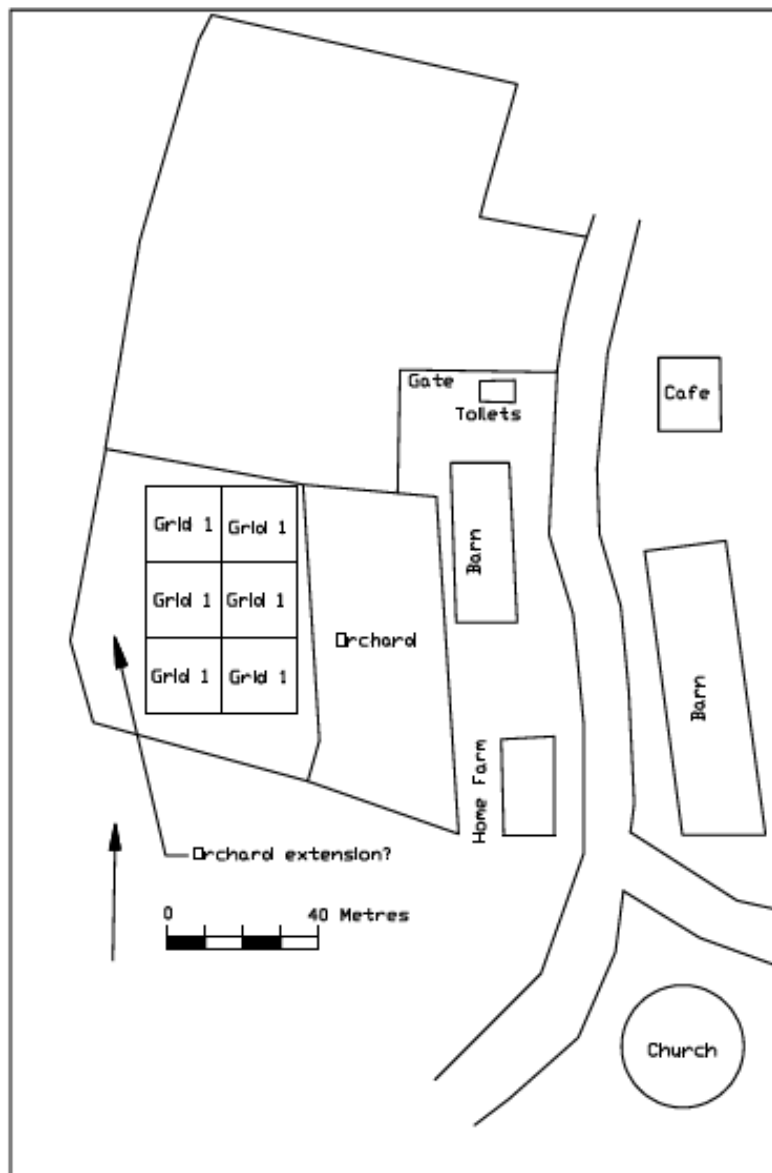 Gate
Toilets
Cafe
Grid 1 Grid 1
Barn
Grid 1 Grid 1
Orchard
Grid 1 Grid 1
Barn
Home Farm
Orchard extension?
0 40 Metres
Church